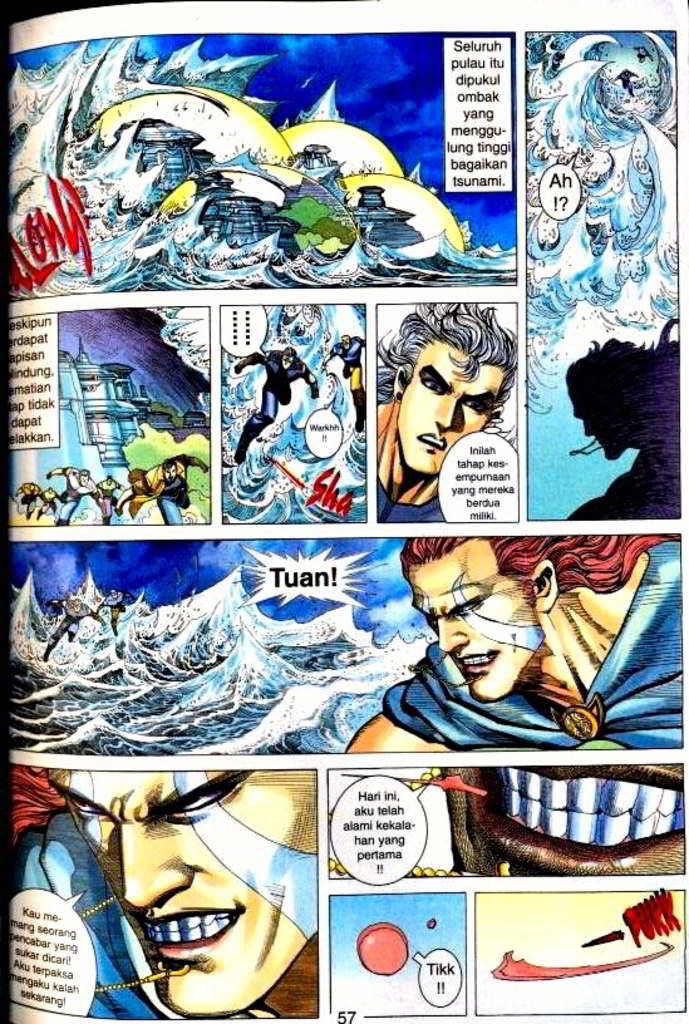 Seluruh
pulau itu
dipukul
ombak
yang
menggu-
lung tinggi
bagaikan
tsunami.
Ah
!?
eskipun
erdapat
apisan
lindung,
ematian
tap tidak
dapat
elakkan.
Warkhh
!!
Sha
Inilah
tahap kes-
empurnaan
yang mereka
miliki.
Tuan!
Kau me-
mang seorang
pencabar yang
sukar dicari!
Aku terpaksa
mengaku kalah
sekarang!
Hari ini,
aku telah
alami kekala-
han yang
pertama
!!
Tikk
!!
57